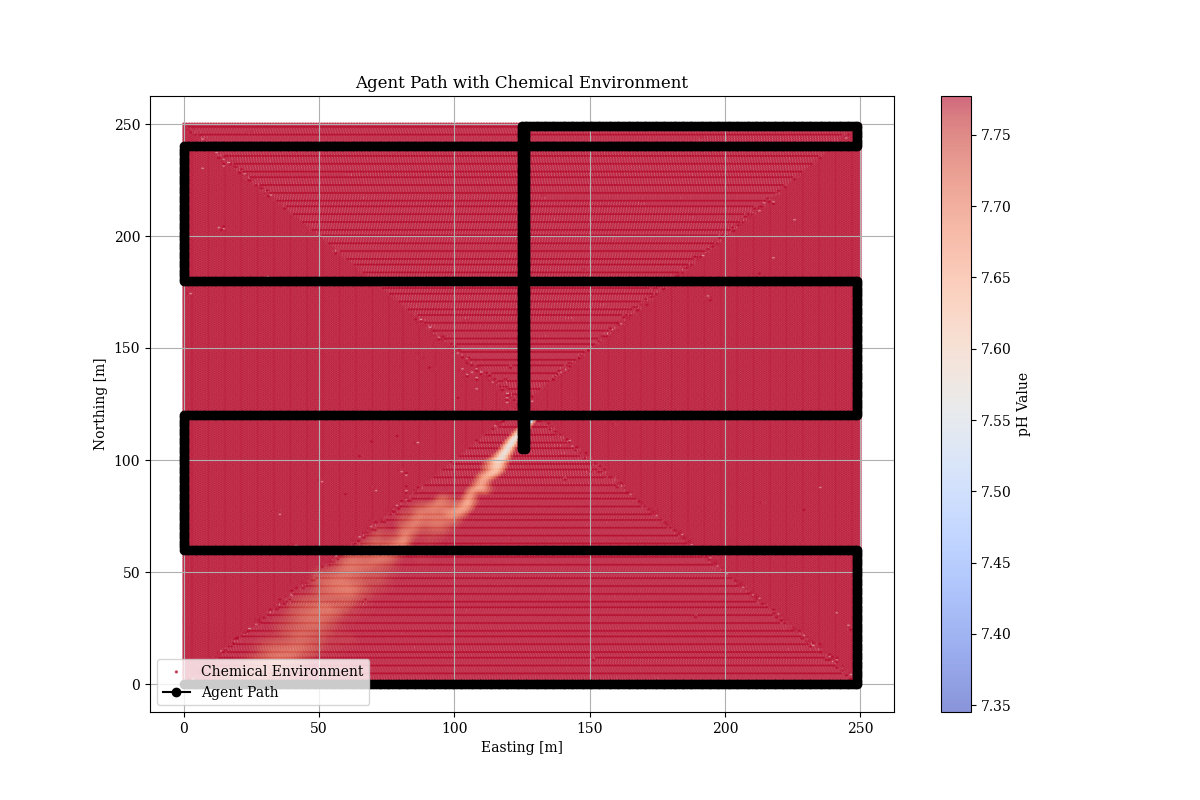 Agent Path with Chemical Environment
250
200
150
100
50
0
Northing [m]
0 50 100 150 200 250
Easting [m]
Chemical Environment
Agent Path
7.75
7.70
7.65
7.60
7.55
7.50
7.45
7.40
7.35
pH Value